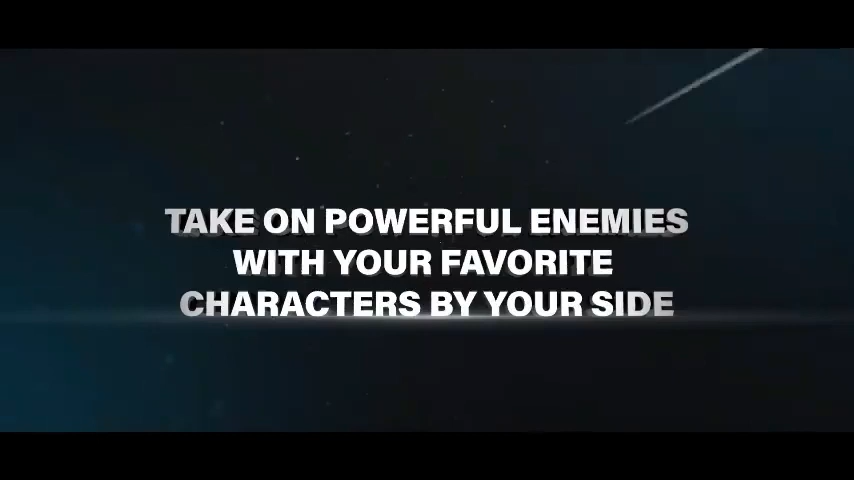 TAKE ON POWERFUL ENEMIES
WITH YOUR FAVORITE
CHARACTERS BY YOUR SIDE